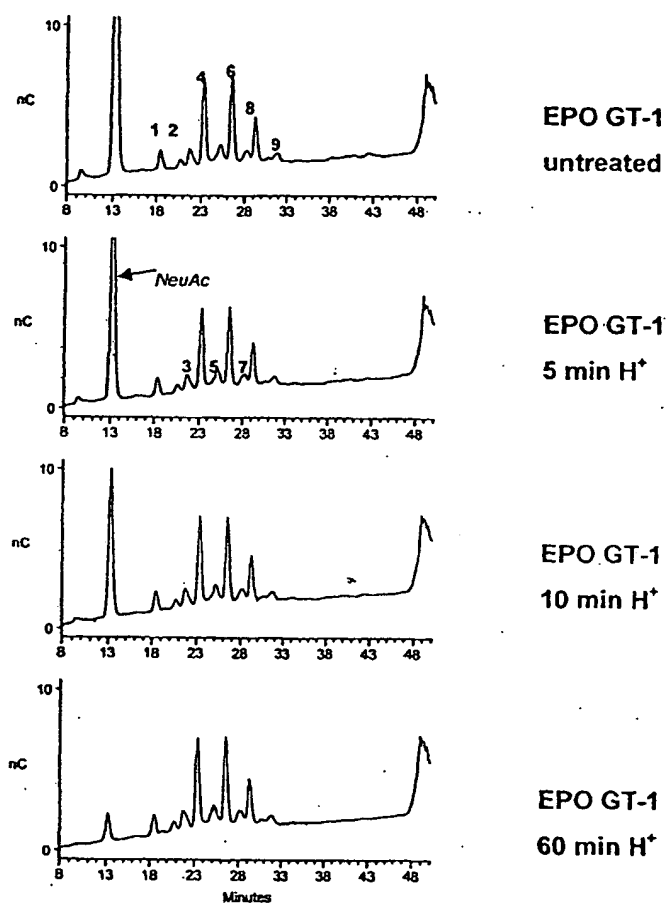 10
nC
0
1
2
4
6
8
9
8 13 18 23 28 33 38 43 48
EPO GT-1
untreated
10
nC
0
NeuAc
3
5
7
8 13 18 23 28 33 38 43 48
EPO GT-1
5 min H⁺
10
nC
0
8 13 18 23 28 33 38 43 48
EPO GT-1
10 min H⁺
10
nC
0
8 13 18 23 28 33 38 43 48
Minutes
EPO GT-1
60 min H⁺